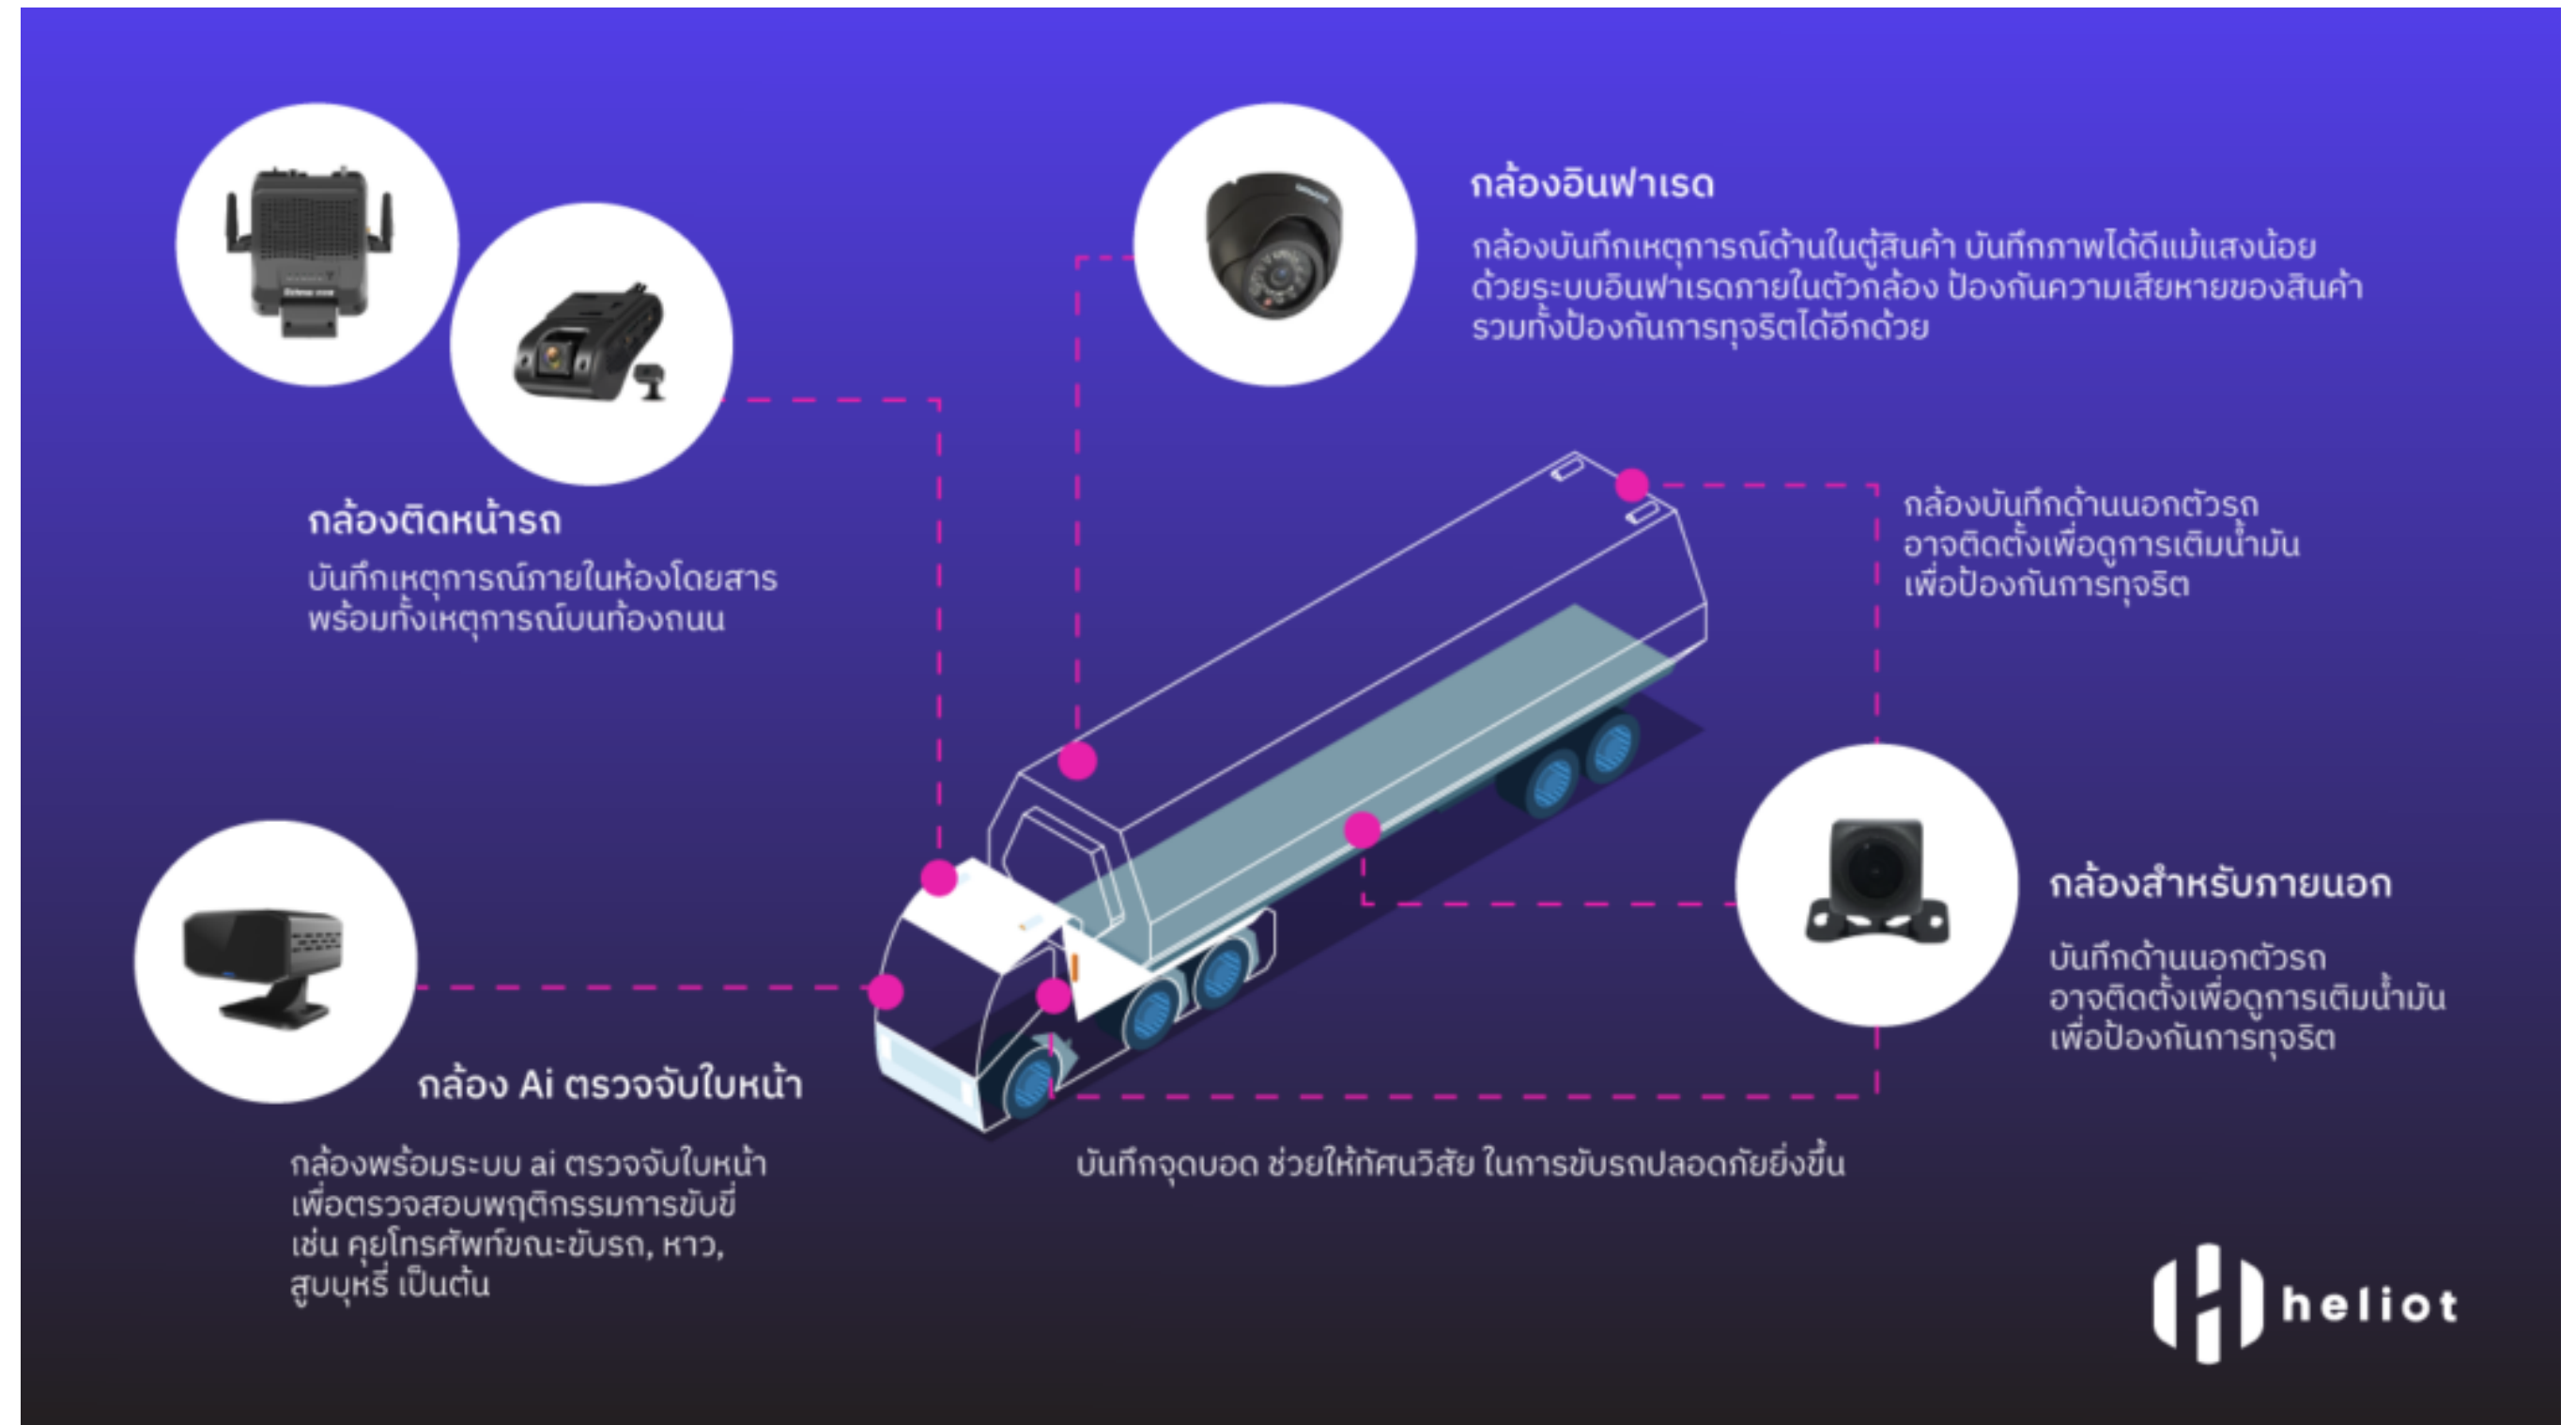 กล้องอินฟาเรด
กล้องบันทึกเหตุการณ์ด้านในตู้สินค้า บันทึกภาพได้ดีแม้แสงน้อย
ด้วยระบบอินฟาเรดภายในตัวกล้อง ป้องกันความเสียหายของสินค้า
รวมทั้งป้องกันการทุจริตได้อีกด้วย
กล้องติดหน้ารถ
บันทึกเหตุการณ์ภายในห้องโดยสาร
พร้อมทั้งเหตุการณ์บนท้องถนน
กล้องบันทึกด้านนอกตัวรถ
อาจติดตั้งเพื่อดูการเติมน้ำมัน
เพื่อป้องกันการทุจริต
กล้องสำหรับภายนอก
บันทึกด้านนอกตัวรถ
อาจติดตั้งเพื่อดูการเติมน้ำมัน
เพื่อป้องกันการทุจริต
กล้อง Ai ตรวจจับใบหน้า
กล้องพร้อมระบบ ai ตรวจจับใบหน้า
เพื่อตรวจสอบพฤติกรรมการขับขี่
เช่น คุยโทรศัพท์ขณะขับรถ, หาว,
สูบบุหรี่ เป็นต้น
บันทึกจุดบอด ช่วยให้ทัศนวิสัย ในการขับรถปลอดภัยยิ่งขึ้น
heliot